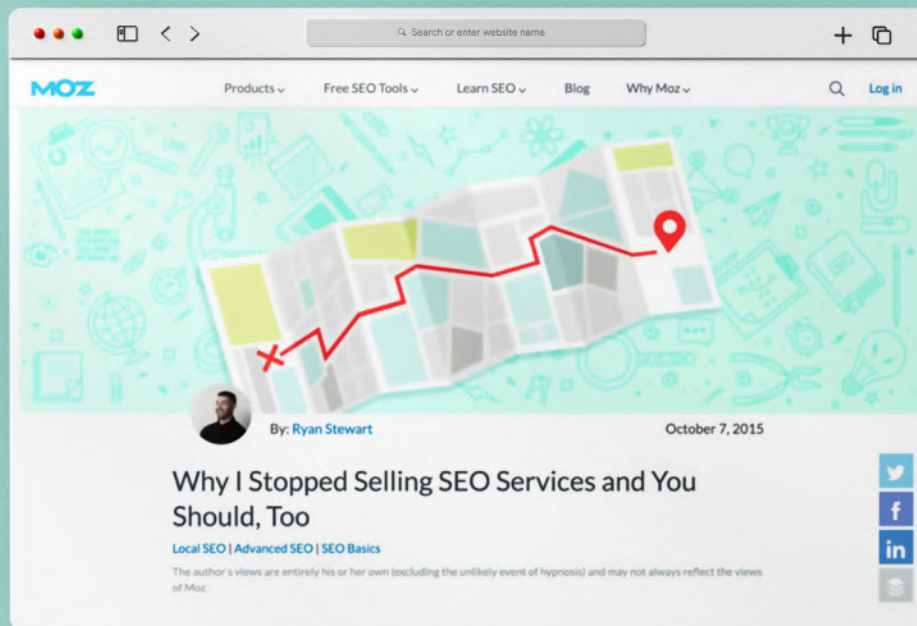 Search or enter website name
MOZ
Products
Free SEO Tools
Learn SEO
Blog
Why Moz
Log in
By: Ryan Stewart
October 7, 2015
Why I Stopped Selling SEO Services and You
Should, Too
Local SEO | Advanced SEO | SEO Basics
The author's views are entirely his or her own (excluding the unlikely event of hypnosis) and may not always reflect the views
of Moz.
f
in